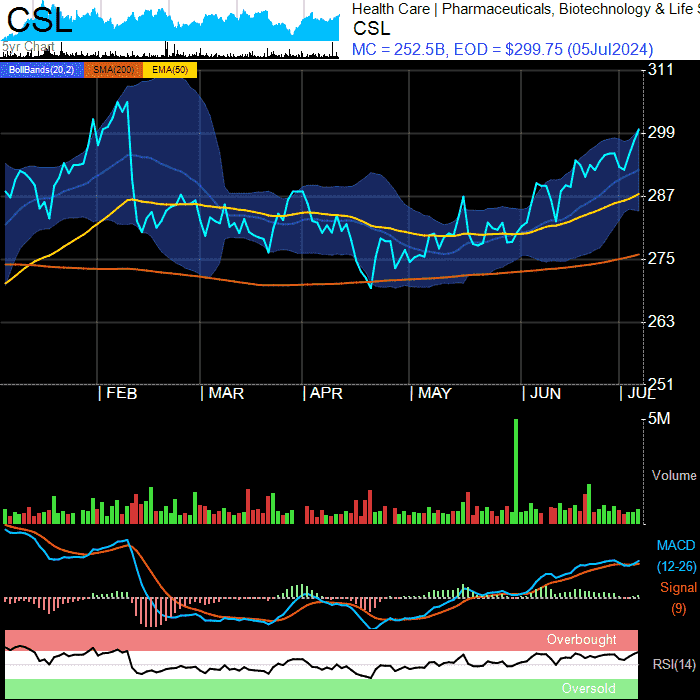 CSL
5yr Chart
Health Care | Pharmaceuticals, Biotechnology & Life S
CSL
MC = 252.5B, EOD = $299.75 (05Jul2024)
BollBands(20,2) SMA(200) EMA(50)
311
299
287
275
263
251
| FEB | MAR | APR | MAY | JUN | JUL
5M
Volume
MACD
(12-26)
Signal
(9)
Overbought
RSI(14)
Oversold